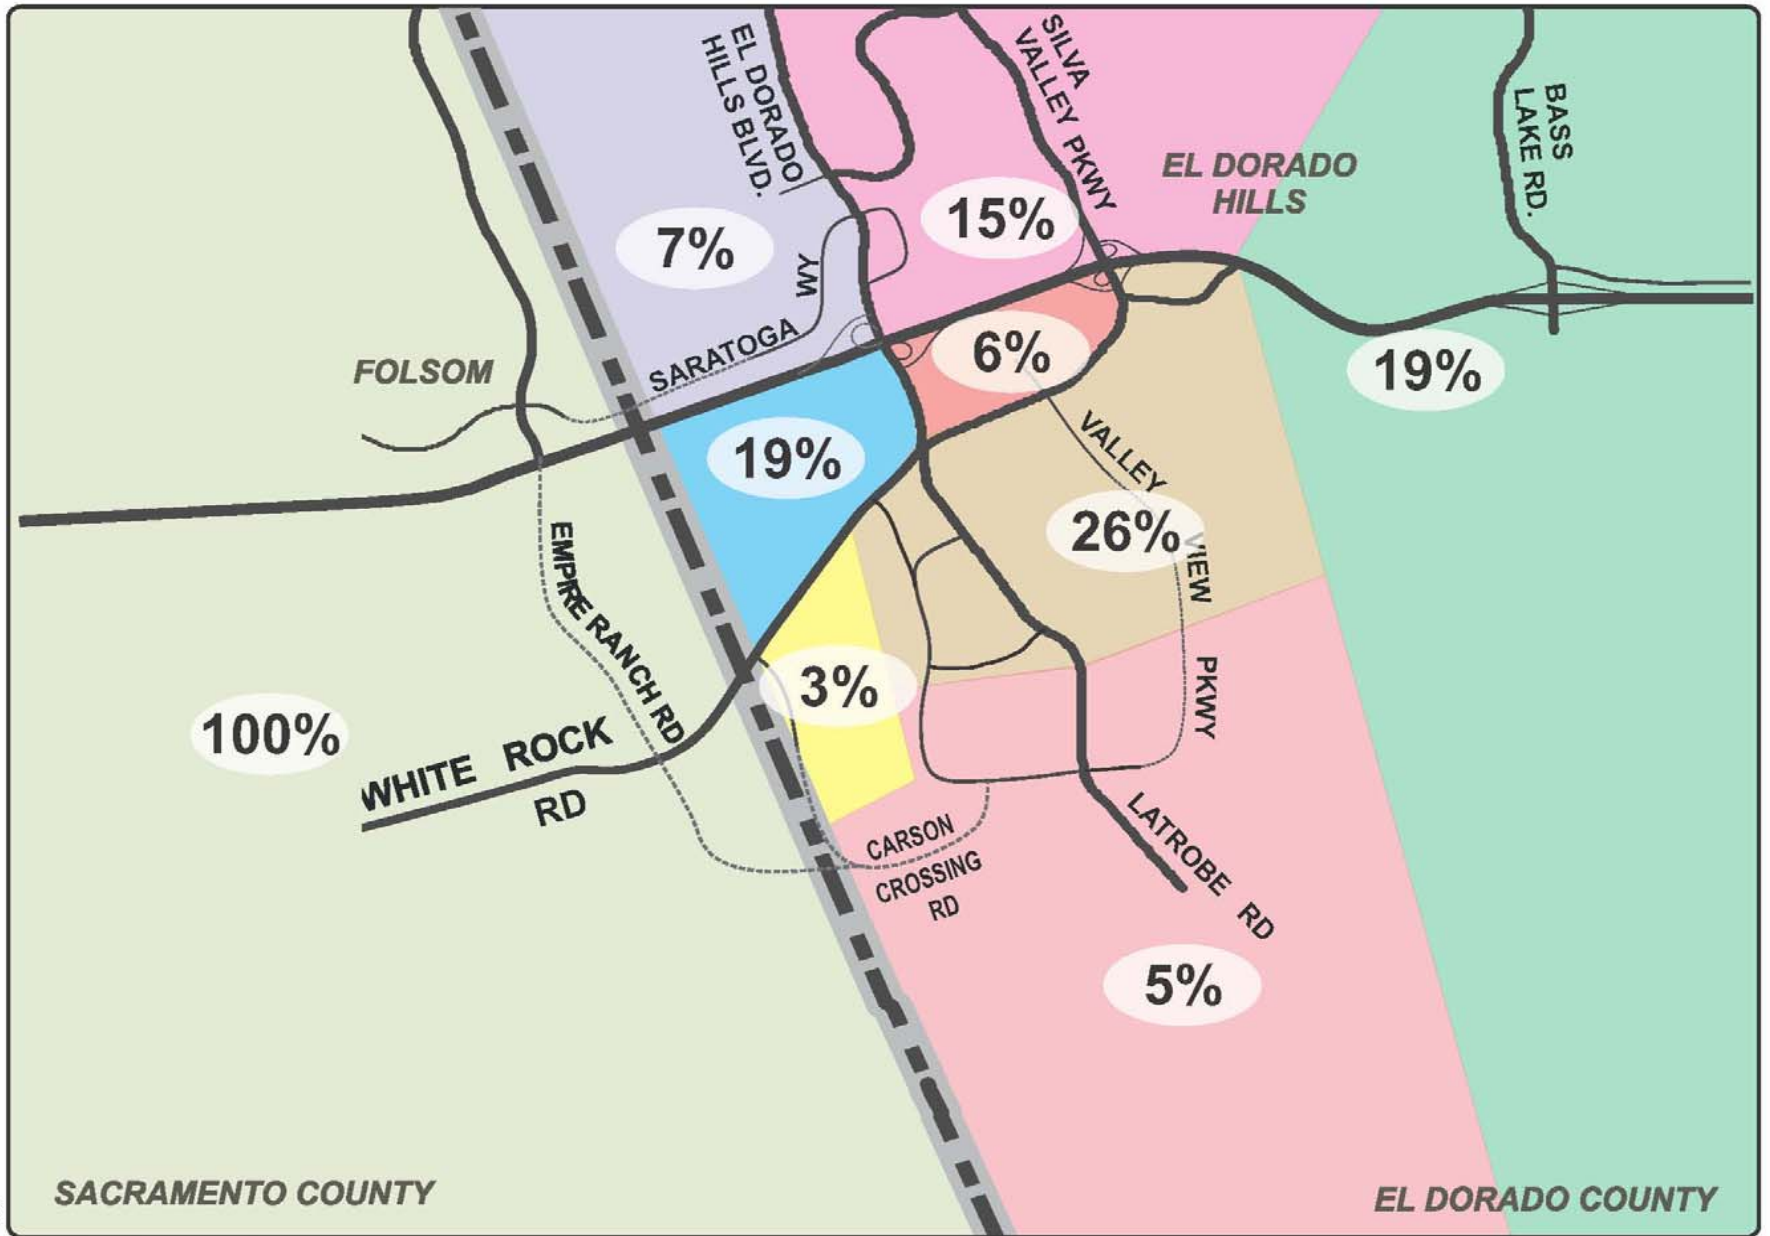 EL DORADO
HILLS BLVD.
SILVA
VALLEY PKWY
BASS
LAKE RD.
EL DORADO
HILLS
15%
7%
WY
SARATOGA
FOLSOM
6%
19%
19%
VALLEY
VIEW
PKWY
26%
EMPIRE RANCH RD
3%
100%
WHITE ROCK
RD
CARSON
CROSSING
RD
LATROBE RD
5%
SACRAMENTO COUNTY
EL DORADO COUNTY